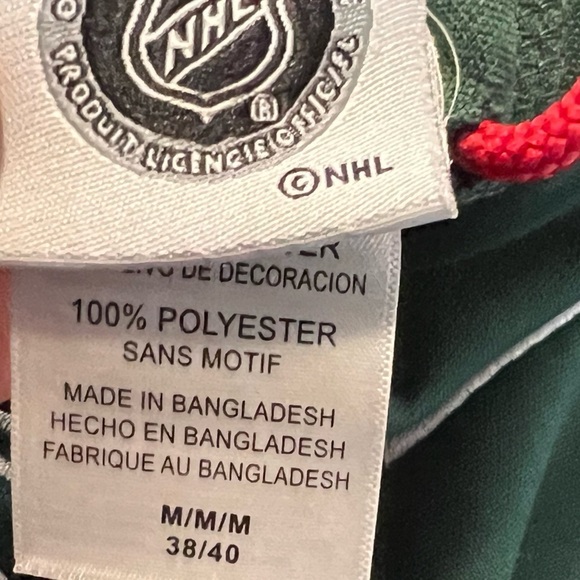 NHL
®
PRODUIT LICENCIE OFFICIEL
©NHL
DE DECORACION
100% POLYESTER
SANS MOTIF
MADE IN BANGLADESH
HECHO EN BANGLADESH
FABRIQUE AU BANGLADESH
M/M/M
38/40